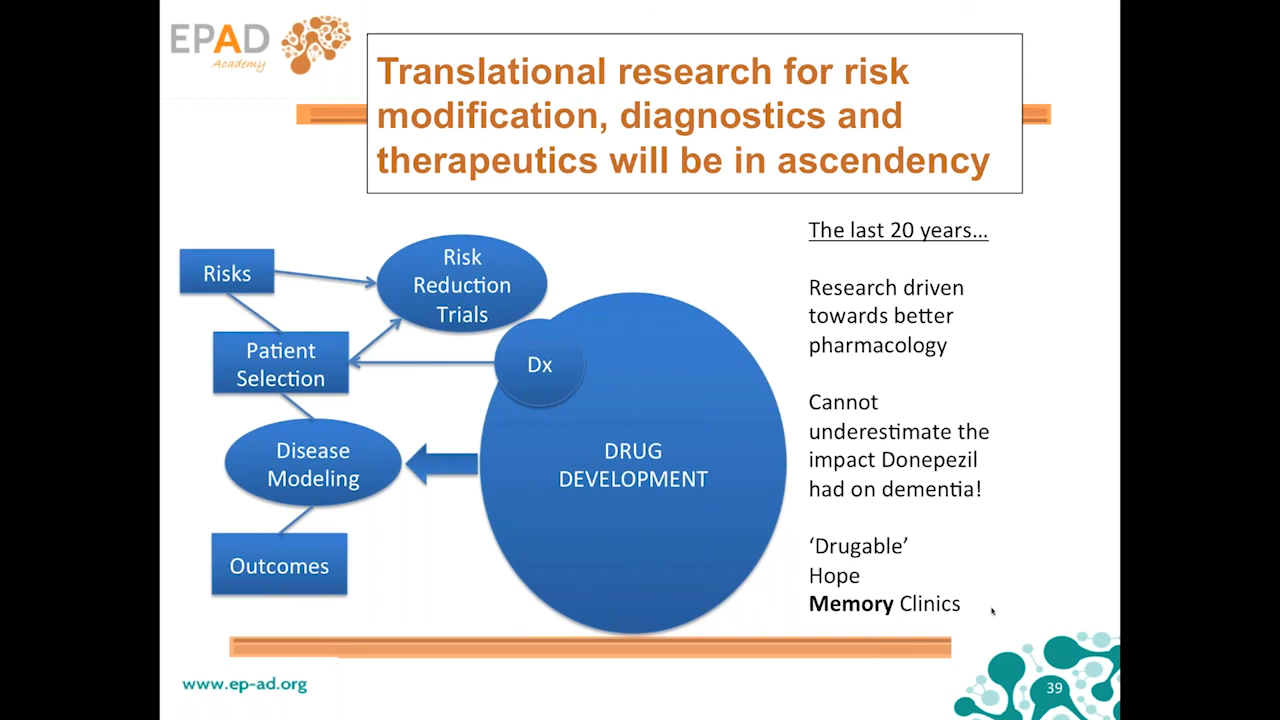 EPAD
Academy
Translational research for risk
modification, diagnostics and
therapeutics will be in ascendency
Risks
Risk
Reduction
Trials
Patient
Selection
Dx
Disease
Modeling
DRUG
DEVELOPMENT
Outcomes
The last 20 years…
Research driven
towards better
pharmacology
Cannot
underestimate the
impact Donepezil
had on dementia!
‘Drugable’
Hope
Memory Clinics
www.ep-ad.org
39